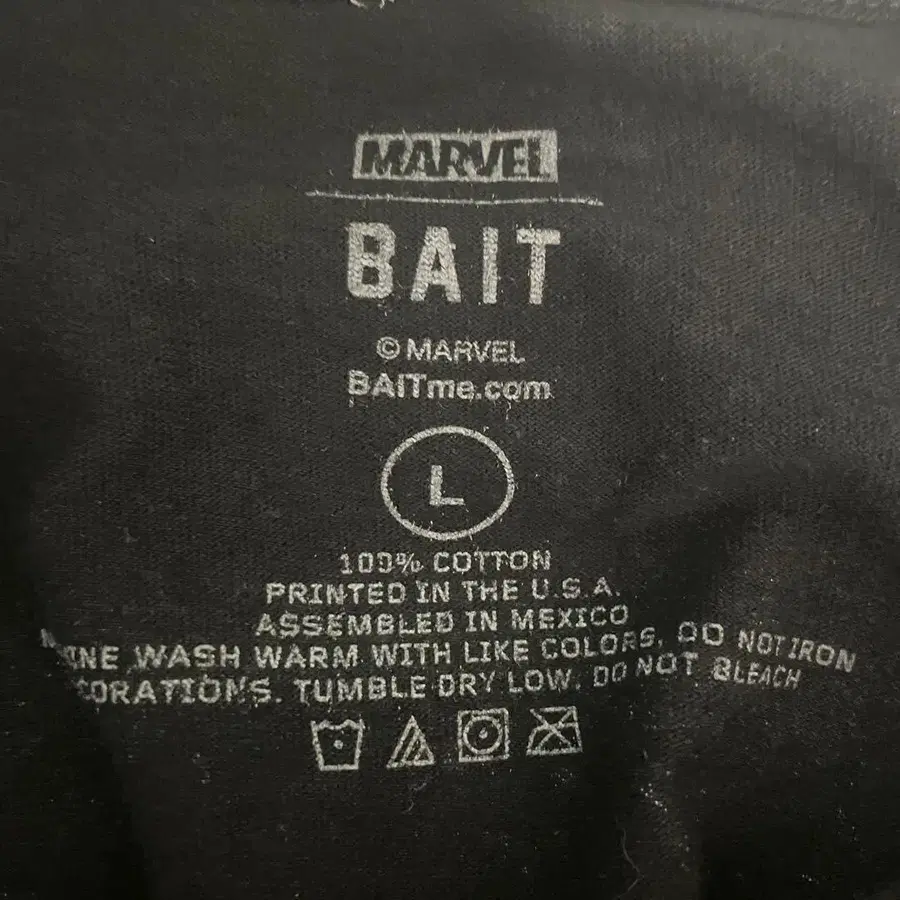 MARVEL
BAIT
© MARVEL
BAITme.com
L
100% COTTON
PRINTED IN THE U.S.A.
ASSEMBLED IN MEXICO
WASH WARM WITH LIKE COLORS, DO NOT IRON
TUMBLE DRY LOW. DO NOT BLEACH